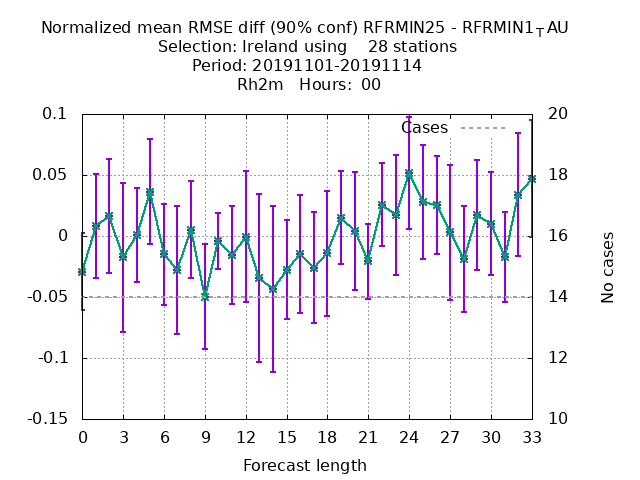 Normalized mean RMSE diff (90% conf) RFRMIN25 - RFRMIN1TAU
Selection: Ireland using 28 stations
Period: 20191101-20191114
Rh2m Hours: 00
Cases
0.1
0.05
0
-0.05
-0.1
-0.15
20
18
16
14
12
10
No cases
0 3 6 9 12 15 18 21 24 27 30 33
Forecast length